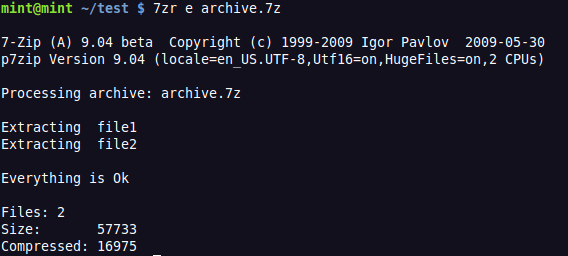 mint@mint ~/test $ 7zr e archive.7z
7-Zip (A) 9.04 beta  Copyright (c) 1999-2009 Igor Pavlov  2009-05-30
p7zip Version 9.04 (locale=en_US.UTF-8,Utf16=on,HugeFiles=on,2 CPUs)
Processing archive: archive.7z
Extracting  file1
Extracting  file2
Everything is Ok
Files: 2
Size:       57733
Compressed: 16975